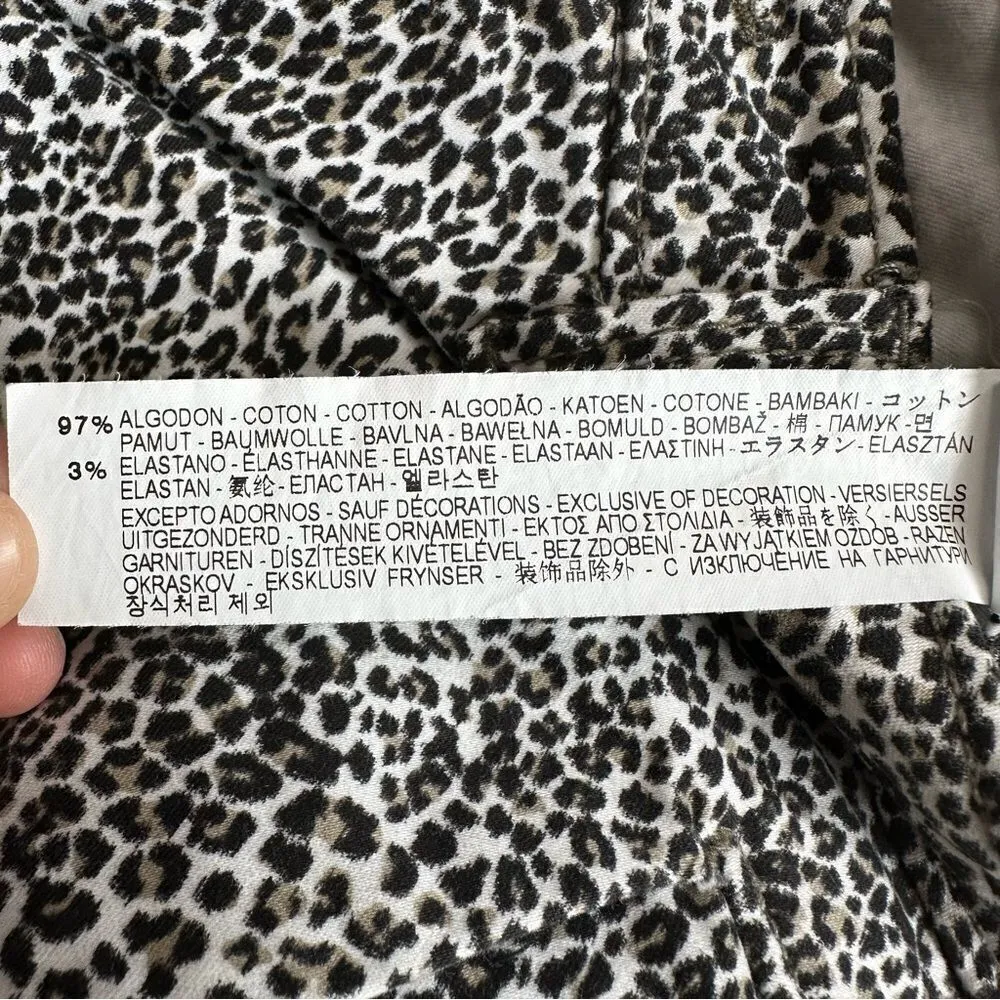 97% ALGODON - COTON - COTTON - ALGODÃO - KATOEN - COTONE - BAMBAKI - コットン
PAMUT - BAUMWOLLE - BAVLNA - BAWEŁNA - BOMULD - BOMBAŽ - 棉 - ПАМУК - 면
3% ELASTANO - ÉLASTHANNE - ELASTANE - ELASTAAN - ΕΛΑΣΤΙΝΗ - エラスタン - ELASZTÁN
ELASTAN - 氨纶 - ЕЛАСТАН - 엘라스탄
EXCEPTO ADORNOS - SAUF DÉCORATIONS - EXCLUSIVE OF DECORATION - VERSIERSELS
UITGEZONDERD - TRANNE ORNAMENTI - ΕΚΤΟΣ ΑΠΟ ΣΤΟΛΙΔΙΑ - 装飾品を除く - AUSSER
GARNITUREN - DÍSZÍTÉSEK KIVÉTELÉVEL - BEZ ZDOBENÍ - ZA WYJĄTKIEM OZDÓB - RAZEN
OKRASKOV - EKSKLUSIV FRYNSER - 装饰品除外 - С ИЗКЛЮЧЕНИЕ НА ГАРНИТУРИ
장식처리 제외